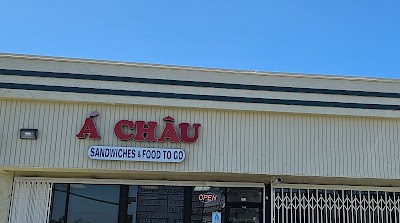 Á CHÂU
SANDWICHES & FOOD TO GO
OPEN